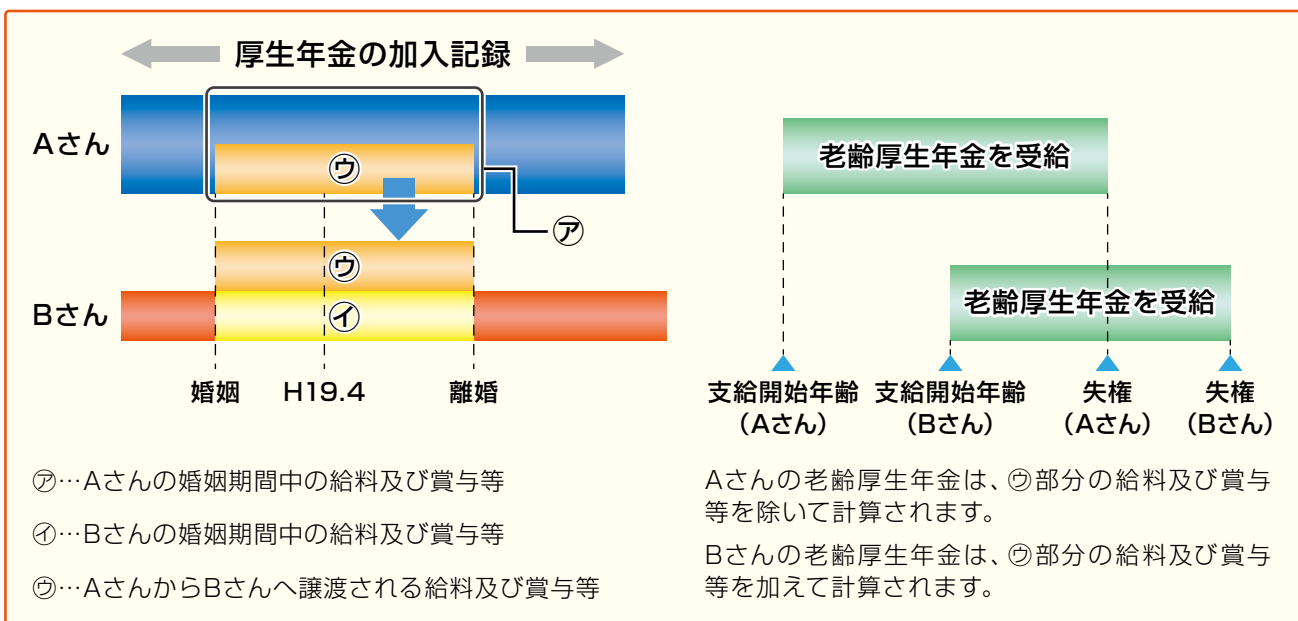 厚生年金の加入記録
Aさん
㋒
㋐
㋒
Bさん
㋑
婚姻
H19.4
離婚
㋐…Aさんの婚姻期間中の給料及び賞与等
㋑…Bさんの婚姻期間中の給料及び賞与等
㋒…AさんからBさんへ譲渡される給料及び賞与等
老齢厚生年金を受給
老齢厚生年金を受給
支給開始年齢
（Aさん）
支給開始年齢
（Bさん）
失権
（Aさん）
失権
（Bさん）
Aさんの老齢厚生年金は、㋒部分の給料及び賞与
等を除いて計算されます。
Bさんの老齢厚生年金は、㋒部分の給料及び賞与
等を加えて計算されます。